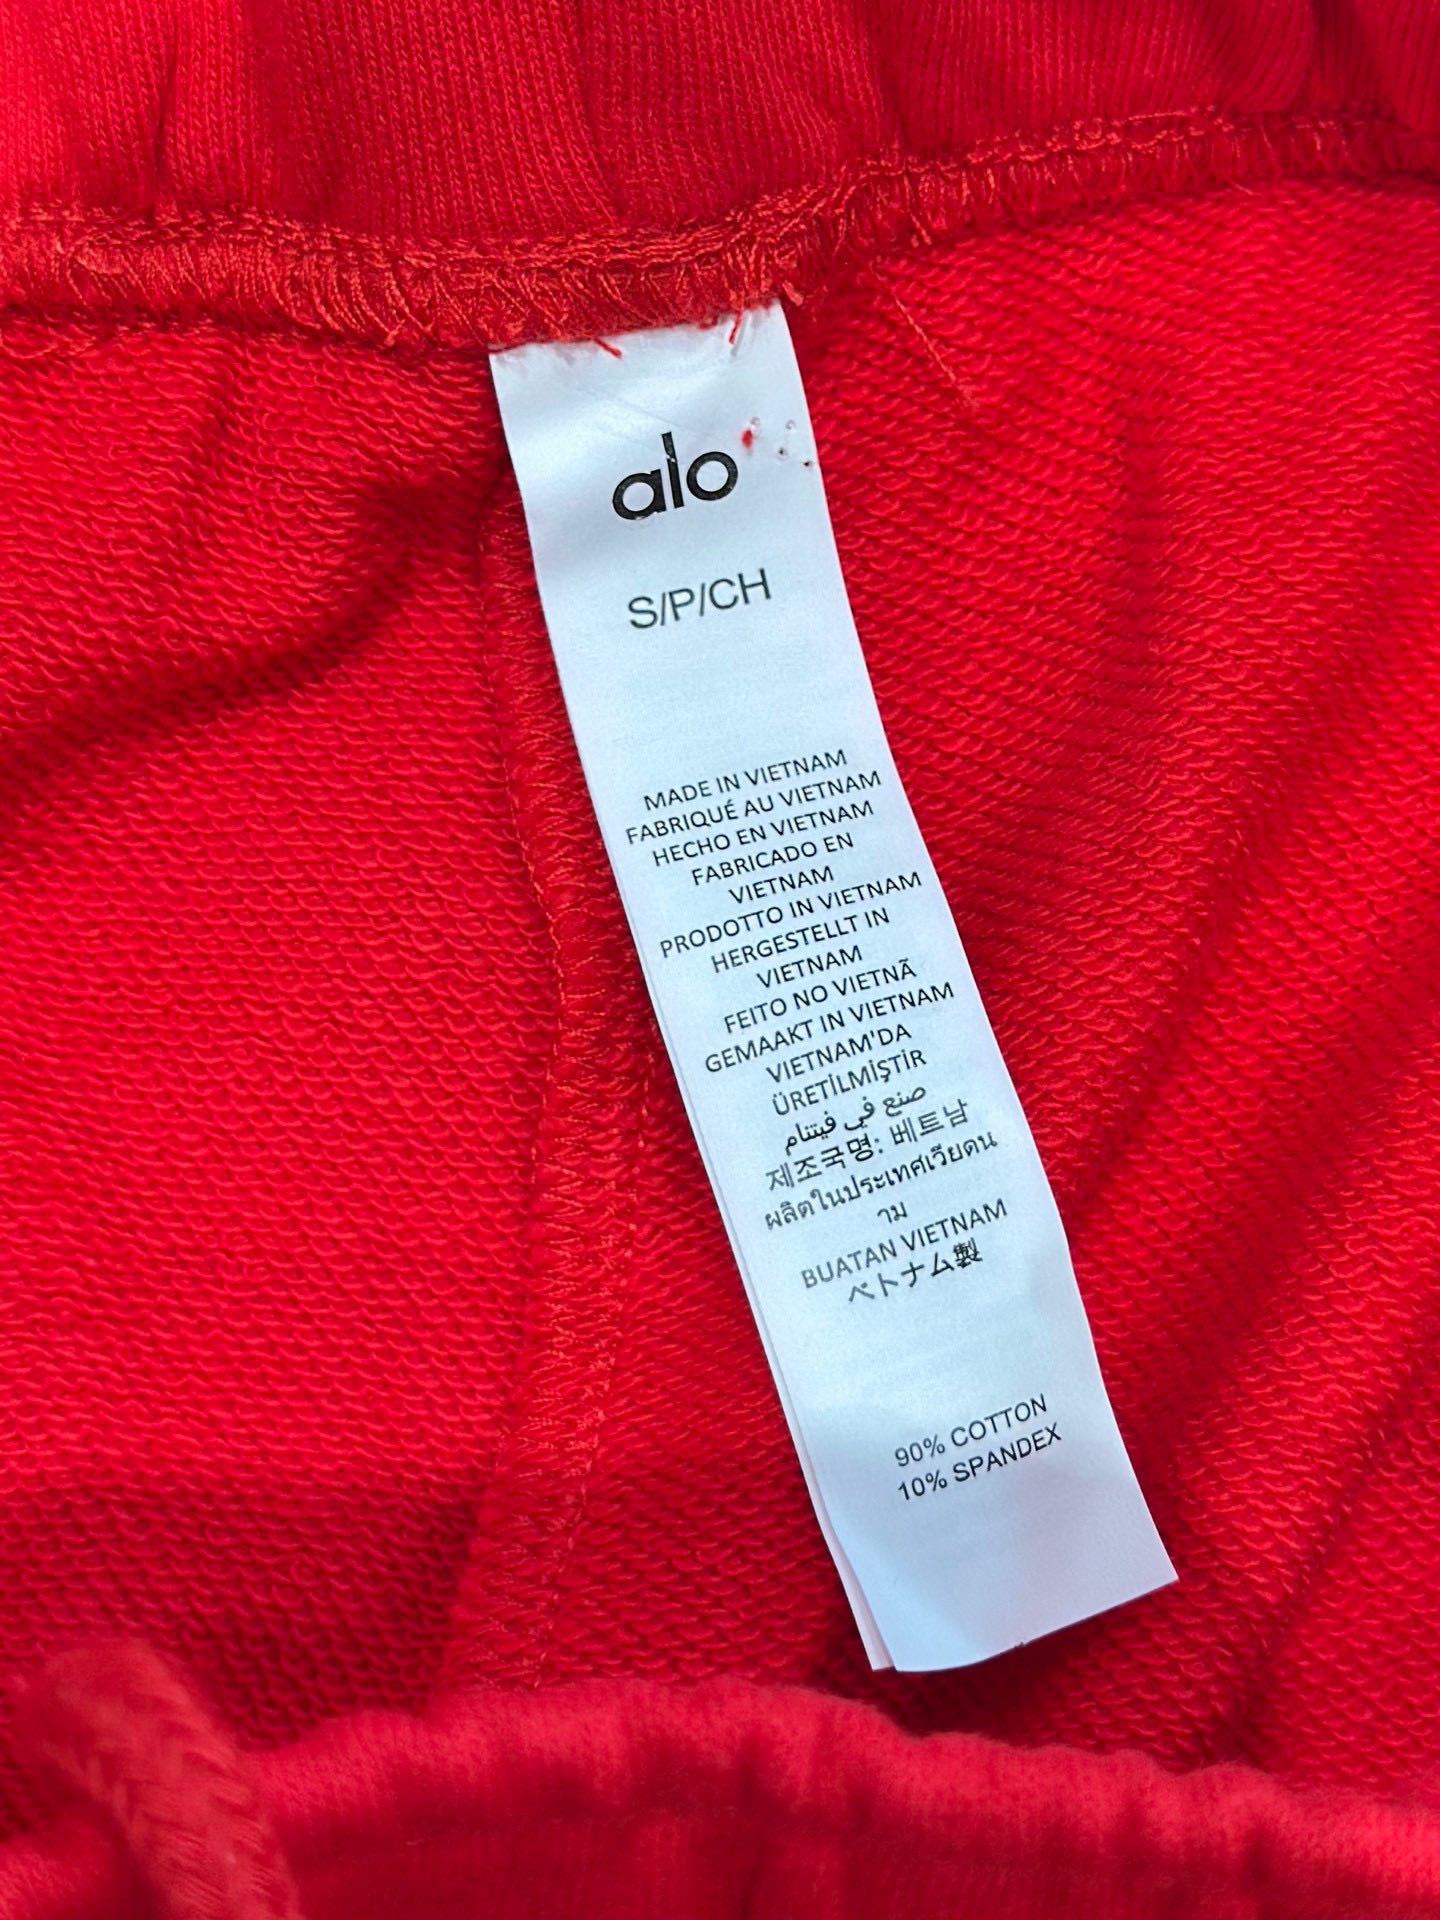 alo
S/P/CH
MADE IN VIETNAM
FABRIQUÉ AU VIETNAM
HECHO EN VIETNAM
FABRICADO EN
VIETNAM
PRODOTTO IN VIETNAM
HERGESTELLT IN
VIETNAM
FEITO NO VIETNÃ
GEMAAKT IN VIETNAM
VIETNAM'DA
ÜRETİLMİŞTİR
صنع في فيتنام
제조국명: 베트남
ผลิตในประเทศเวียดน
าม
BUATAN VIETNAM
ベトナム製
90% COTTON
10% SPANDEX